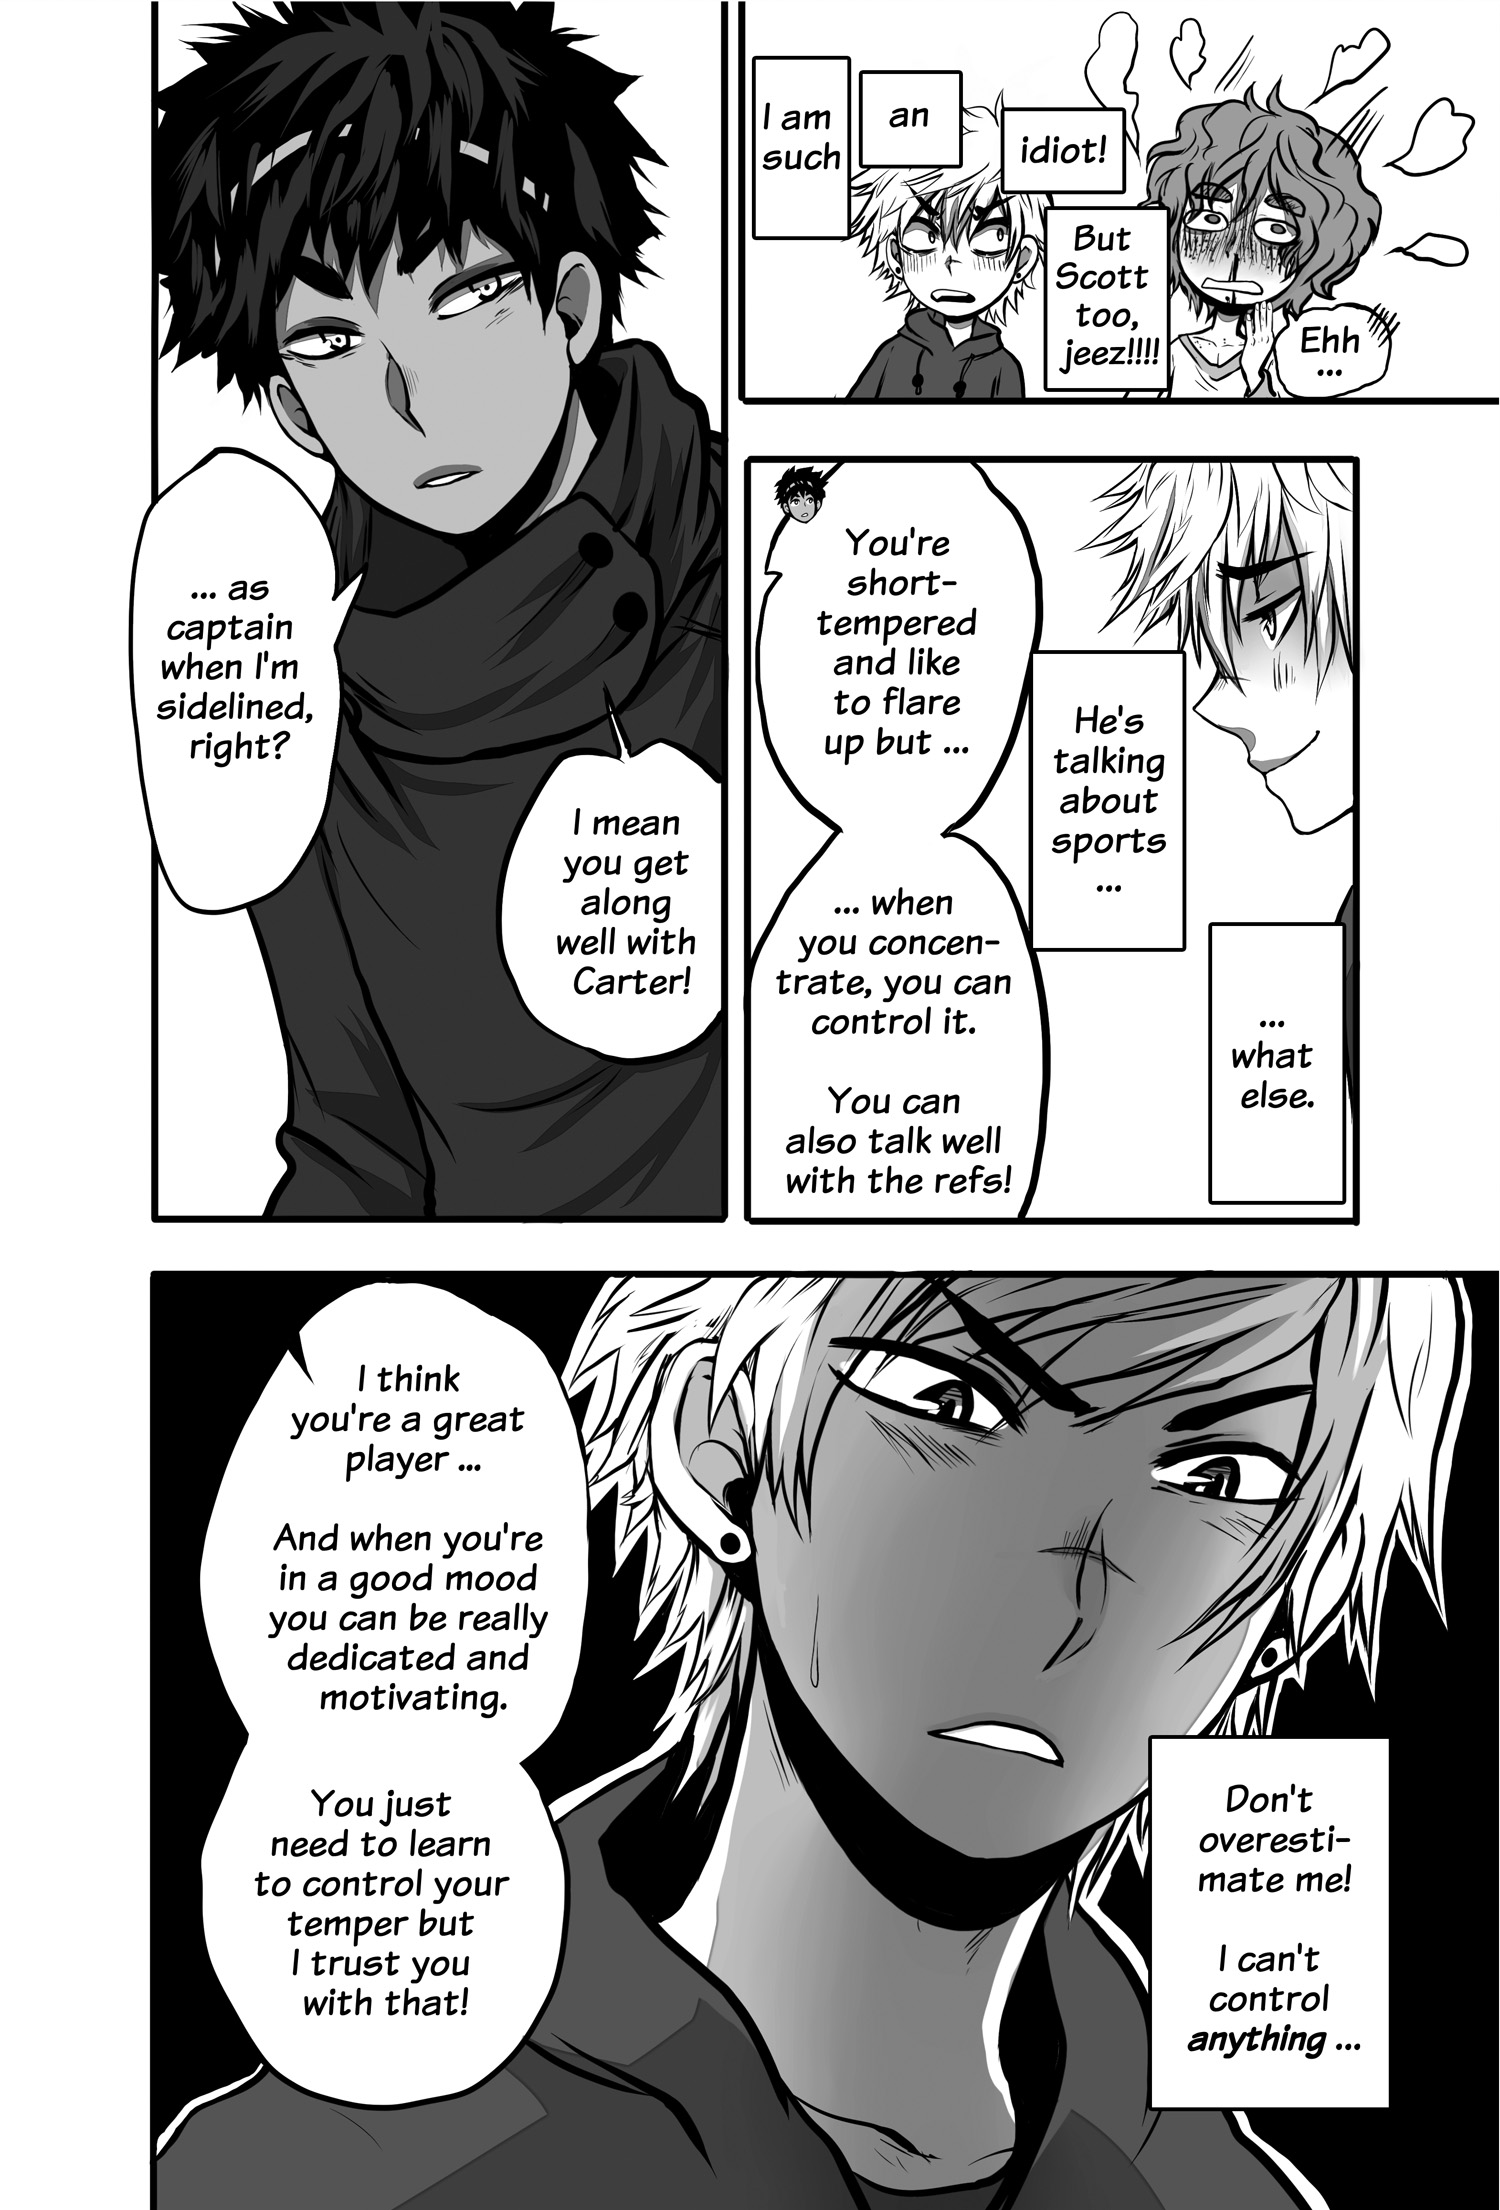 ... as
captain
when I'm
sidelined,
right?
I mean
you get
along
well with
Carter!
I am
such
an
idiot!
But
Scott
too,
jeez!!!!
Ehh
...
You're
short-
tempered
and like
to flare
up but ...
... when
you concen-
trate, you can
control it.
You can
also talk well
with the refs!
He's
talking
about
sports
...
...
what
else.
I think
you're a great
player ...
And when you're
in a good mood
you can be really
dedicated and
motivating.
You just
need to learn
to control your
temper but
I trust you
with that!
Don't
overesti-
mate me!
I can't
control
anything ...